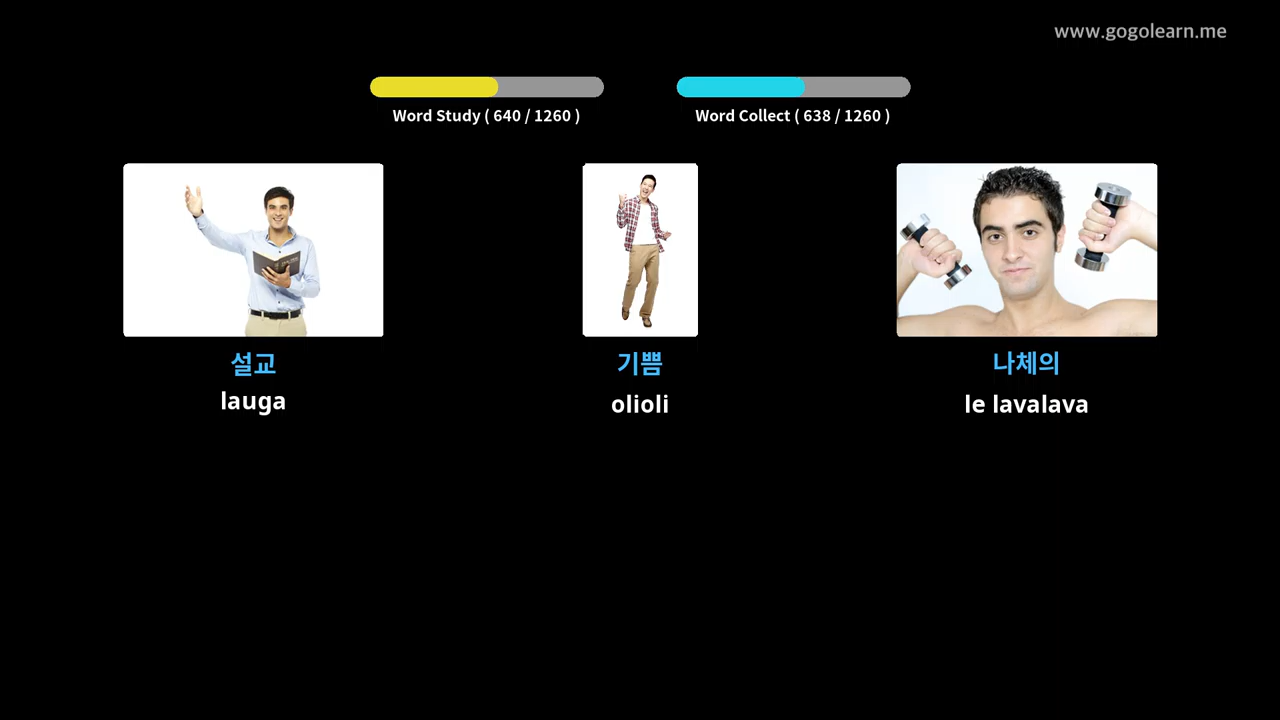 www.gogolearn.me
Word Study ( 640 / 1260 )
Word Collect ( 638 / 1260 )
설교
lauga
기쁨
olioli
나체의
le lavalava